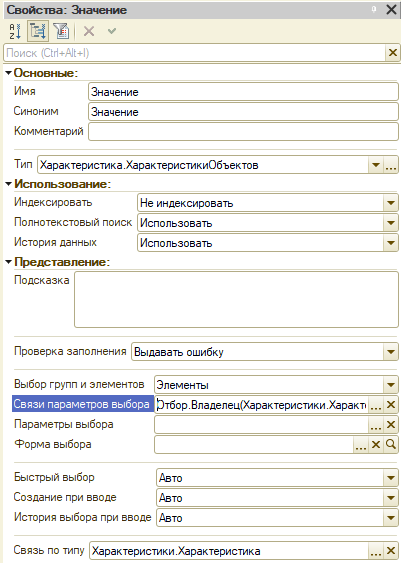 Свойства: Значение
Поиск (Ctrl+Alt+I)
Основные:
Имя Значение
Синоним Значение
Комментарий
Тип Характеристика.ХарактеристикиОбъектов ...
Использование:
Индексировать Не индексировать
Полнотекстовый поиск Использовать
История данных Использовать
Представление:
Подсказка
Проверка заполнения Выдавать ошибку
Выбор групп и элементов Элементы
Связи параметров выбора Отбор.Владелец(Характеристики.Характе ...
Параметры выбора ...
Форма выбора ...
Быстрый выбор Авто
Создание при вводе Авто
История выбора при вводе Авто
Связь по типу Характеристики.Характеристика ...